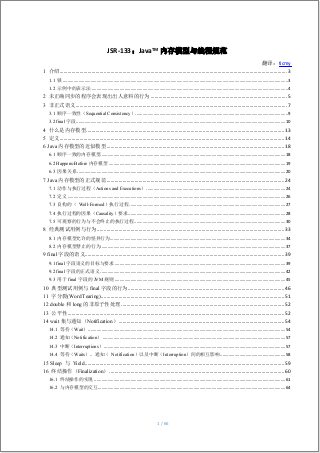 JSR-133：Java™ 内存模型与线程规范
翻译：
1 介绍 3
1.1 锁 3
1.2 示例中的表示法 4
2 未正确同步的程序会表现出出人意料的行为 5
3 非正式语义 7
3.1 顺序一致性（Sequential Consistency） 9
3.2 final 字段 10
4 什么是内存模型 13
5 定义 14
6 Java 内存模型的近似模型 18
6.1 顺序一致的内存模型 18
6.2 Happens-Before 内存模型 19
6.3 因果关系 20
7 Java 内存模型的正式规范 24
7.1 动作与执行过程（Actions and Executions） 24
7.2 定义 26
7.3 良构的（Well-Formed）执行过程 27
7.4 执行过程的因果（Causality）要求 28
7.5 可观察的行为与不会终止的执行过程 30
8 经典测试用例与行为 33
8.1 内存模型允许的怪异行为 34
8.2 内存模型禁止的行为 37
9 final 字段的语义 39
9.1 final 字段语义的目标与要求 39
9.2 final 字段的正式语义 42
9.3 用于 final 字段的 JVM 规则 45
10 典型测试用例与 final 字段的行为 46
11 字分裂(Word Tearing) 51
12 double 和 long 的非原子性处理 52
13 公平性 52
14 wait 集与通知（Notification） 54
14.1 等待（Wait） 54
14.2 通知（Notification） 57
14.3 中断（Interruptions） 57
14.4 等待（Waits）、通知（Notification）以及中断（Interruption）间的相互影响 58
15 Sleep 与 Yield 59
16 终结操作（Finalization） 60
16.1 终结操作的实现 61
16.2 与内存模型的交互 64
1 / 66